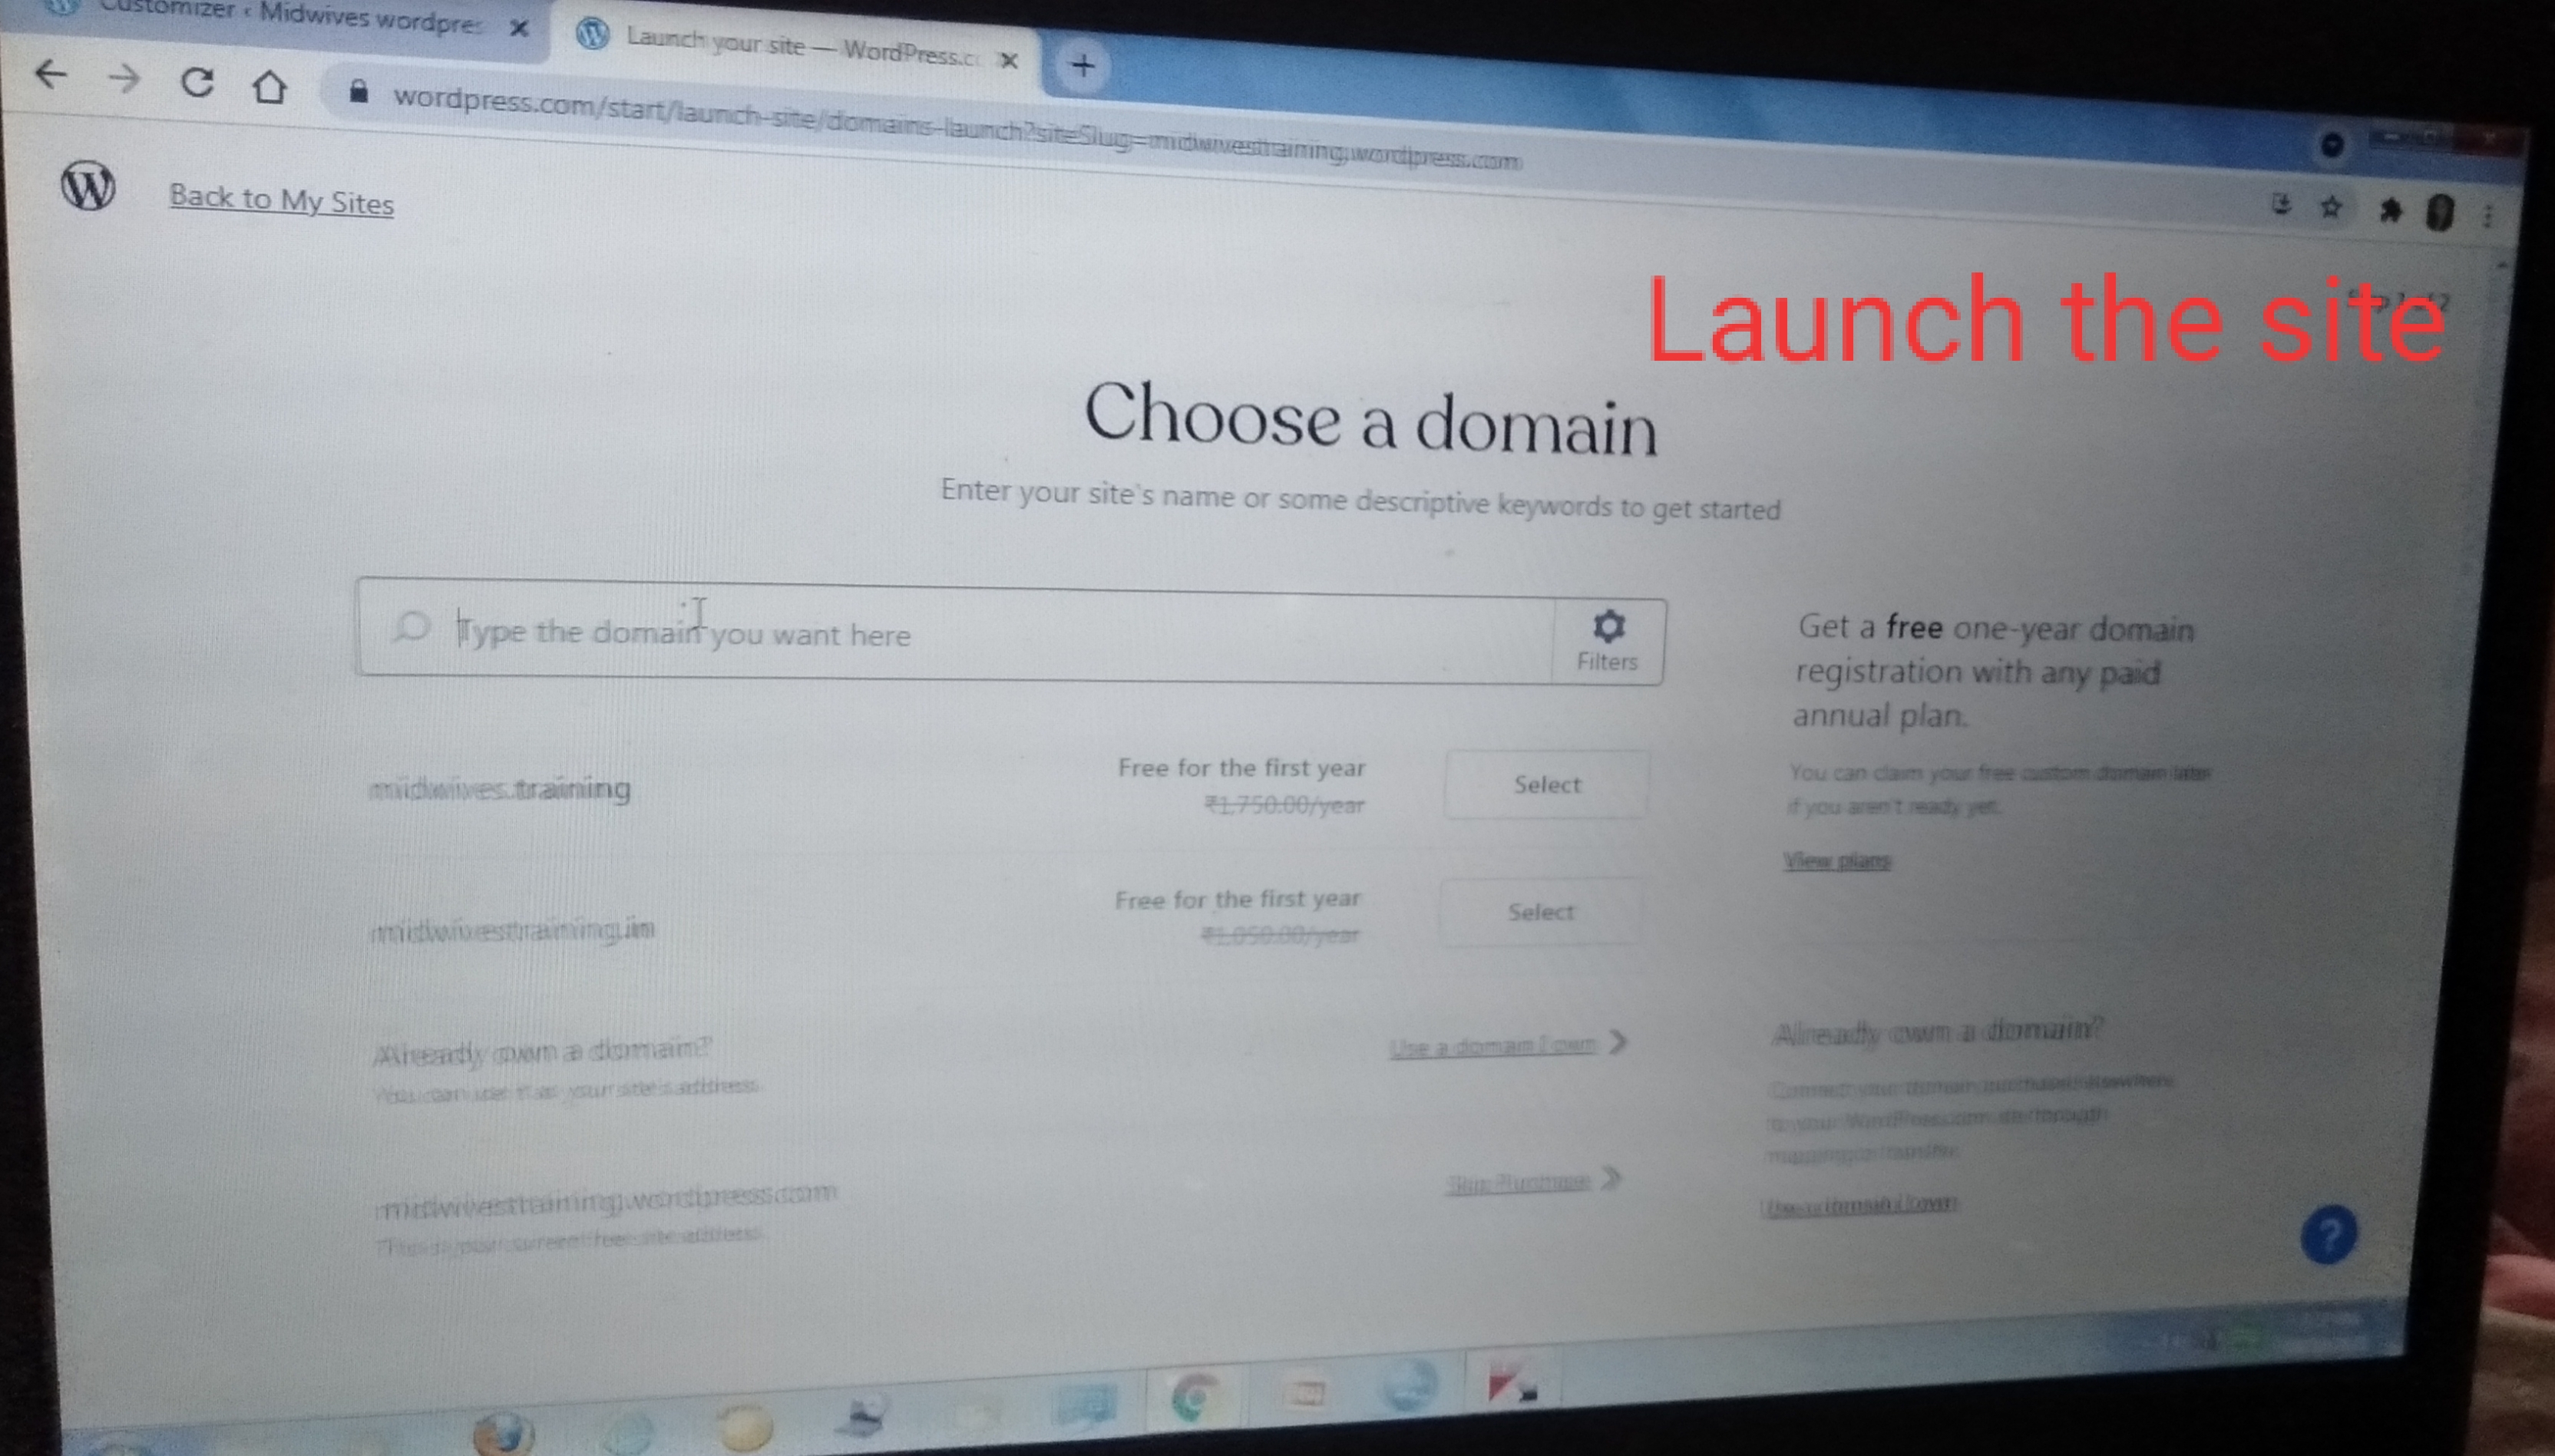 Customizer ‹ Midwives wordpres
Launch your site — WordPress.c
wordpress.com/start/launch-site/domains-launch?siteSlug=midwivestraining.wordpress.com
Back to My Sites
Launch the site
Choose a domain
Enter your site's name or some descriptive keywords to get started
Type the domain you want here
Filters
Get a free one-year domain
registration with any paid
annual plan.
You can claim your free custom domain later
if you aren't ready yet.
View plans
midwives.training
Free for the first year
₹1,750.00/year
Select
midwivestraining.in
Free for the first year
₹1,050.00/year
Select
Already own a domain?
You can use it as your site's address.
Use a domain I own
Already own a domain?
Connect your domain purchased elsewhere
to your WordPress.com site through
mapping or transfer.
Use a domain I own
midwivestraining.wordpress.com
This is your current free site address.
Skip Purchase
?